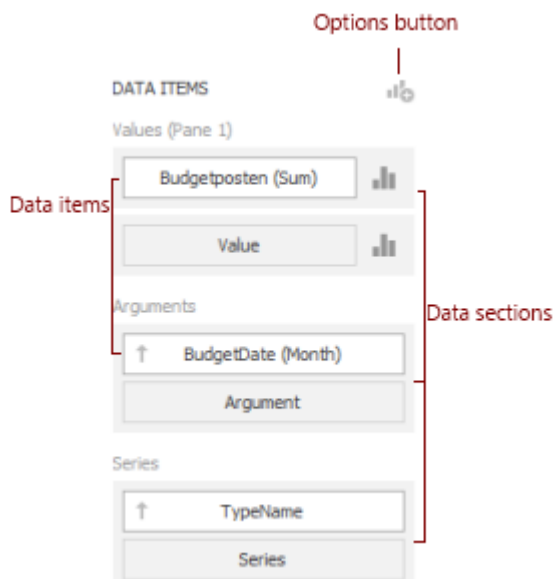 Options button
DATA ITEMS
Values (Pane 1)
Budgetposten (Sum)
Data items
Value
Arguments
Data sections
↑ BudgetDate (Month)
Argument
Series
↑ TypeName
Series